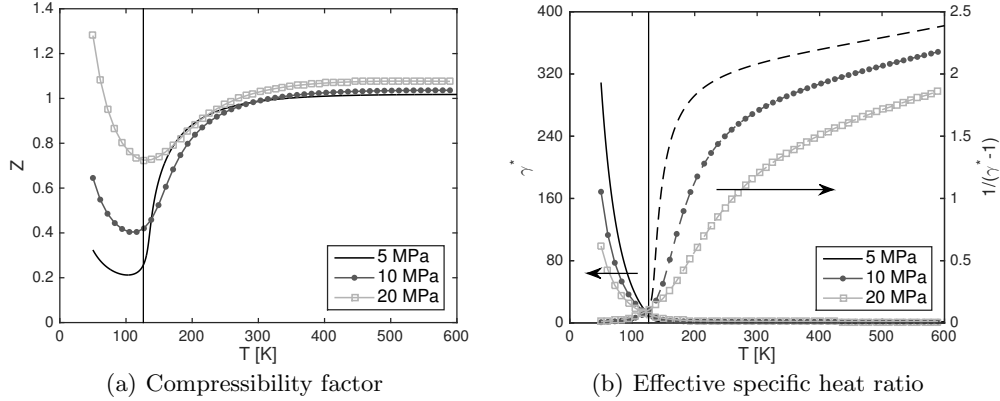 1.4
1.2
1
0.8
0.6
0.4
0.2
0
Z
0 100 200 300 400 500 600
T [K]
5 MPa
10 MPa
20 MPa
(a) Compressibility factor
400
320
240
160
80
0
γ*
2.5
2
1.5
1
0.5
0
1/(γ*-1)
0 100 200 300 400 500 600
T [K]
5 MPa
10 MPa
20 MPa
(b) Effective specific heat ratio